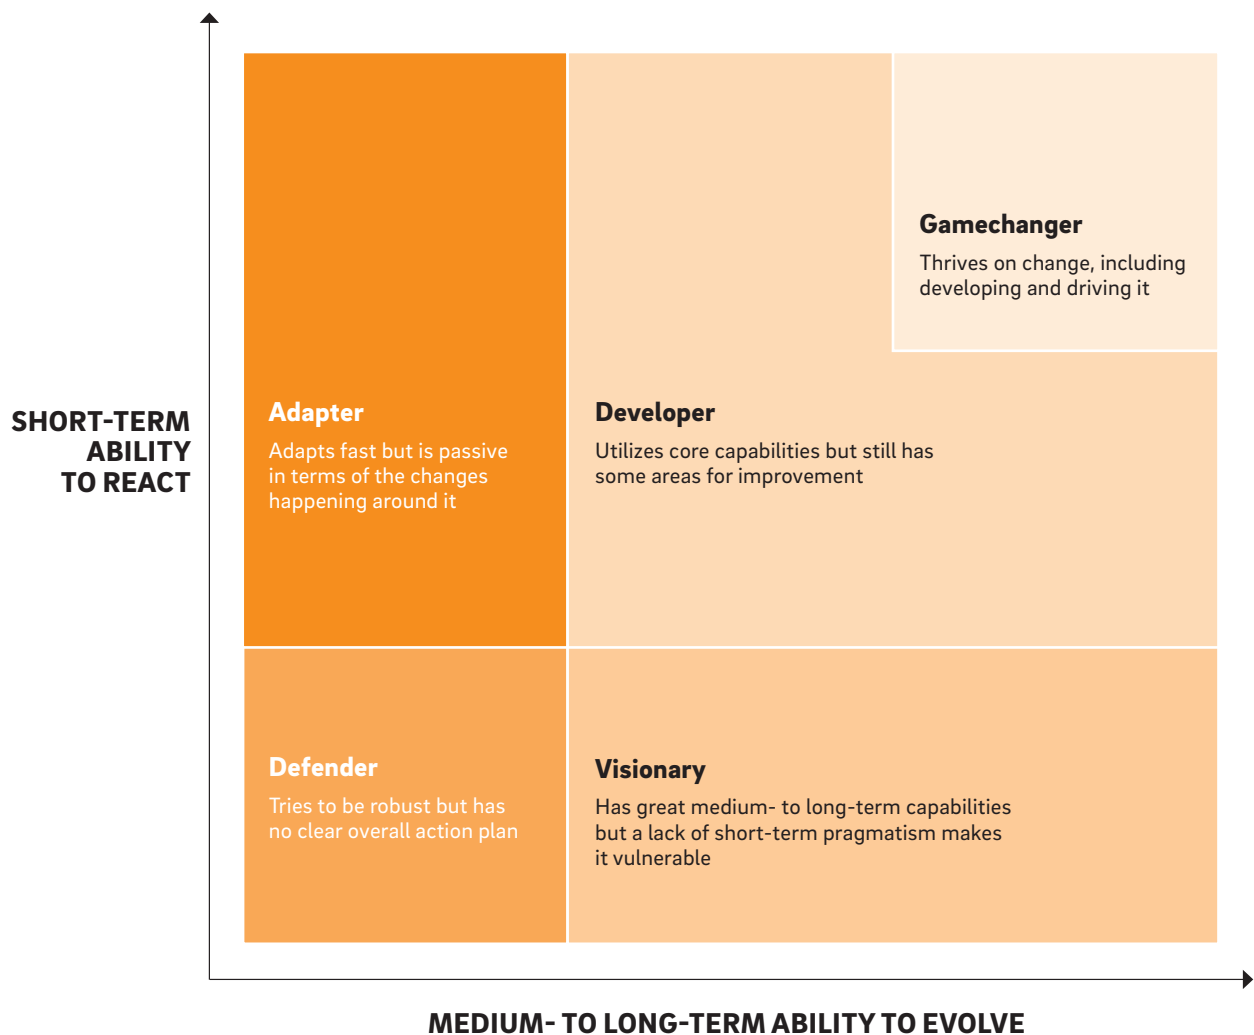 Gamechanger
Thrives on change, including
developing and driving it
SHORT-TERM
ABILITY
TO REACT
Adapter
Adapts fast but is passive
in terms of the changes
happening around it
Developer
Utilizes core capabilities but still has
some areas for improvement
Defender
Tries to be robust but has
no clear overall action plan
Visionary
Has great medium- to long-term capabilities
but a lack of short-term pragmatism makes
it vulnerable
MEDIUM- TO LONG-TERM ABILITY TO EVOLVE